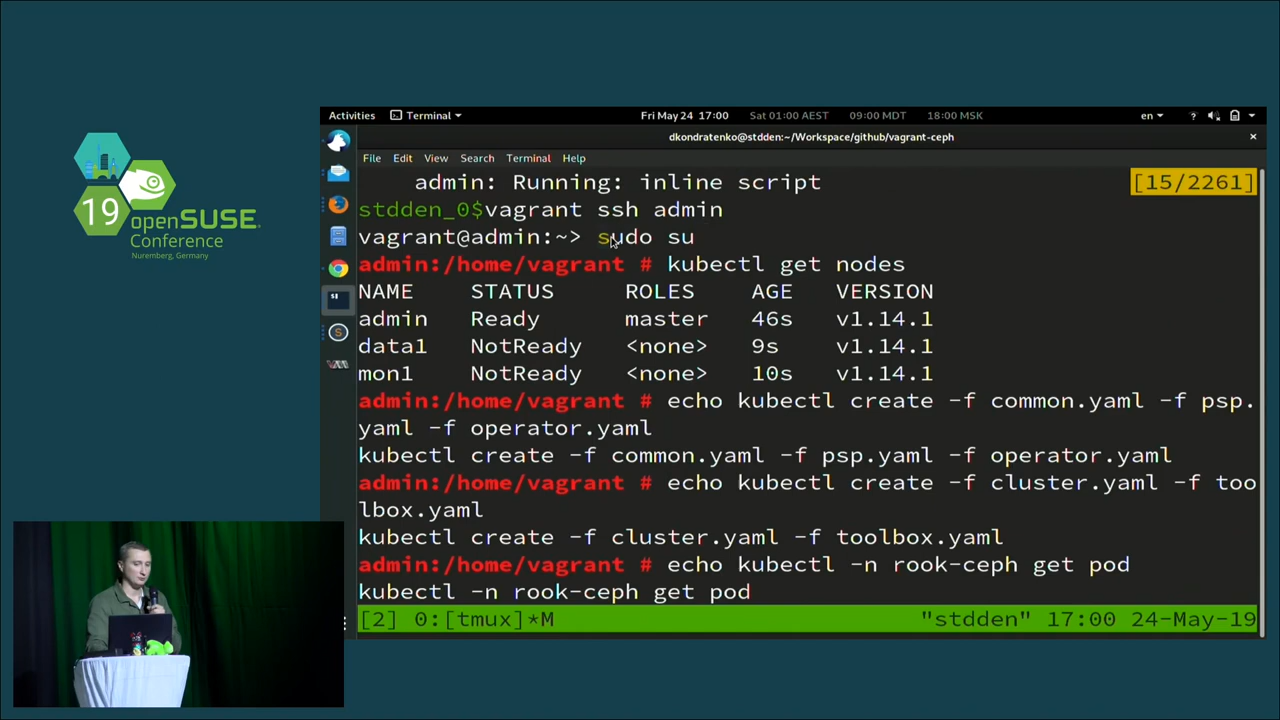 19
openSUSE
Conference
Nuremberg, Germany
Activities
Terminal
Fri May 24 17:00
Sat 01:00 AEST
09:00 MDT
18:00 MSK
en
dkondratenko@stdden:~/Workspace/github/vagrant-ceph
File Edit View Search Terminal Help
admin: Running: inline script
[15/2261]
stdden_0$vagrant ssh admin
vagrant@admin:~> sudo su
admin:/home/vagrant # kubectl get nodes
NAME STATUS ROLES AGE VERSION
admin Ready master 46s v1.14.1
data1 NotReady <none> 9s v1.14.1
mon1 NotReady <none> 10s v1.14.1
admin:/home/vagrant # echo kubectl create -f common.yaml -f psp.
yaml -f operator.yaml
kubectl create -f common.yaml -f psp.yaml -f operator.yaml
admin:/home/vagrant # echo kubectl create -f cluster.yaml -f too
lbox.yaml
kubectl create -f cluster.yaml -f toolbox.yaml
admin:/home/vagrant # echo kubectl -n rook-ceph get pod
kubectl -n rook-ceph get pod
[2] 0:[tmux]*M "stdden" 17:00 24-May-19